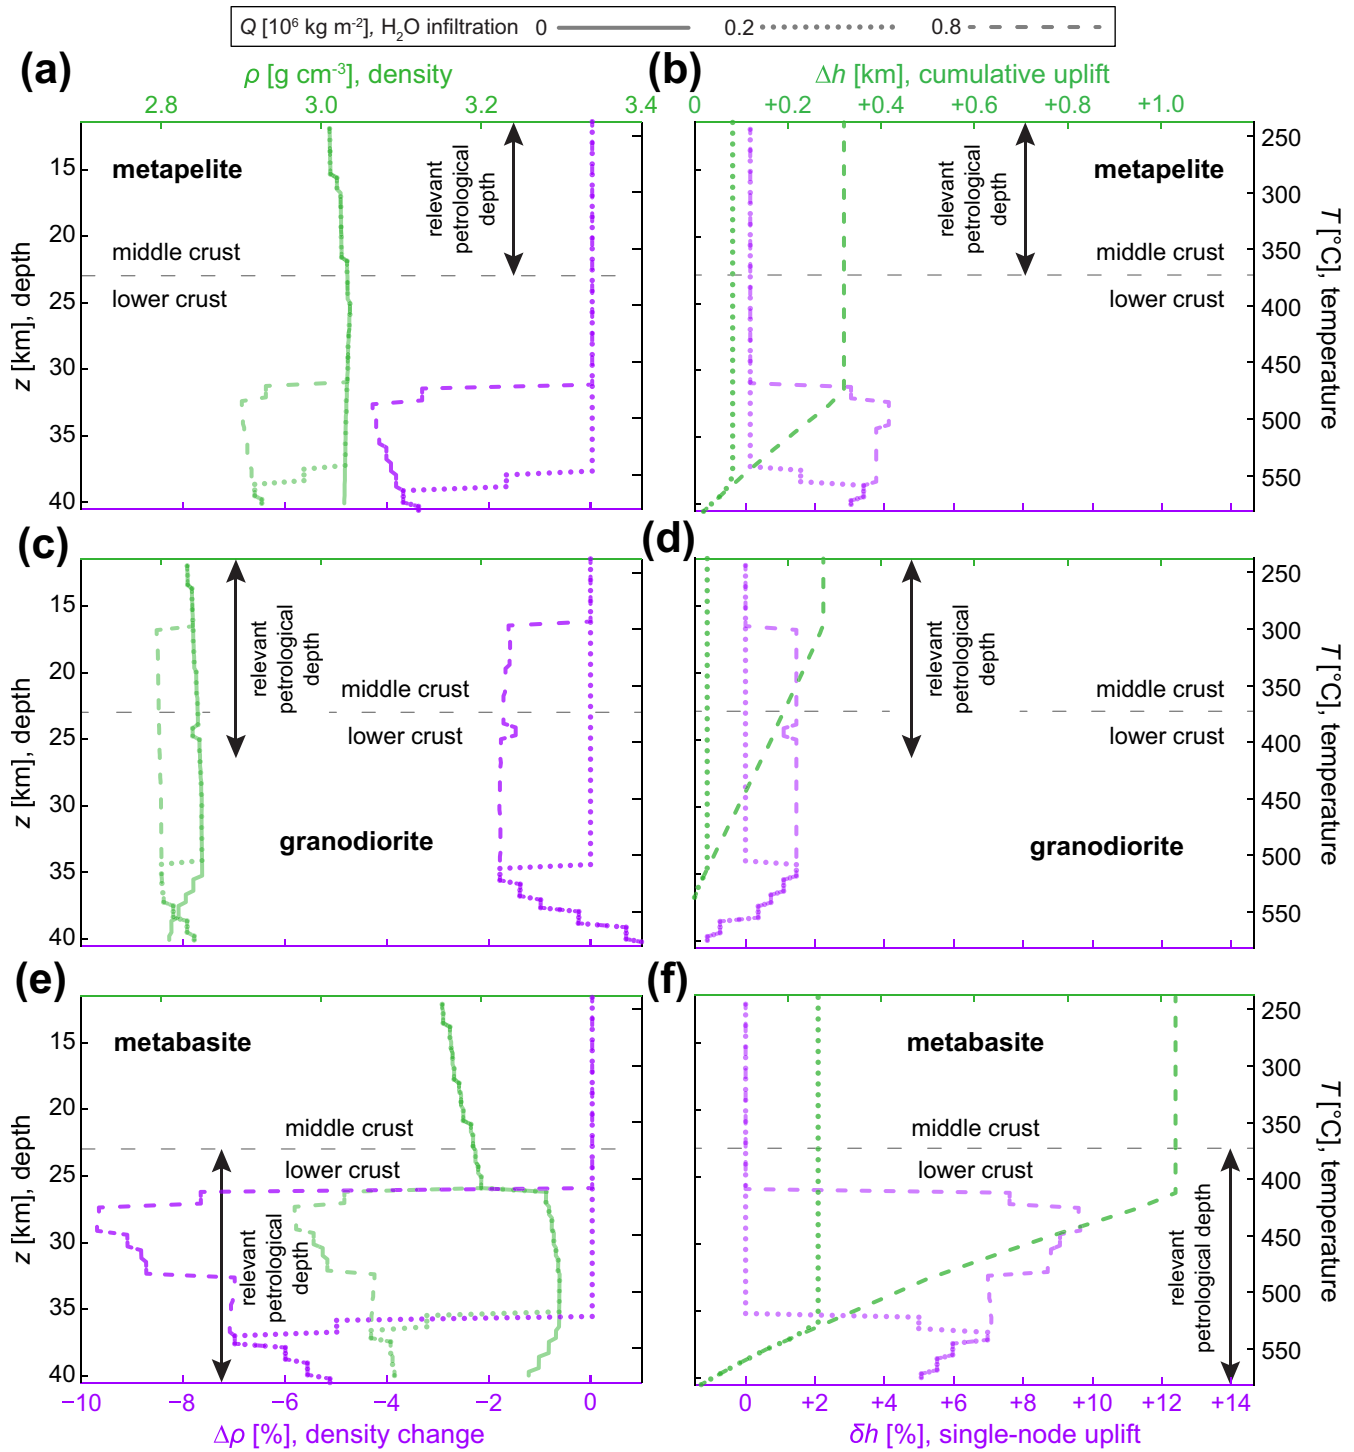 Q [10⁶ kg m⁻²], H₂O infiltration 0 0.2 0.8
(a)
ρ [g cm⁻³], density
2.8 3.0 3.2 3.4
metapelite
relevant
petrological
depth
middle crust
lower crust
z [km], depth
15
20
25
30
35
40
(b)
Δh [km], cumulative uplift
0 +0.2 +0.4 +0.6 +0.8 +1.0
metapelite
relevant
petrological
depth
middle crust
lower crust
T [°C], temperature
250
300
350
400
450
500
550
(c)
relevant
petrological
depth
middle crust
lower crust
granodiorite
z [km], depth
15
20
25
30
35
40
(d)
relevant
petrological
depth
middle crust
lower crust
granodiorite
T [°C], temperature
250
300
350
400
450
500
550
(e)
metabasite
middle crust
lower crust
relevant
petrological
depth
z [km], depth
15
20
25
30
35
40
−10 −8 −6 −4 −2 0
Δρ [%], density change
(f)
metabasite
middle crust
lower crust
relevant
petrological depth
T [°C], temperature
250
300
350
400
450
500
550
0 +2 +4 +6 +8 +10 +12 +14
δh [%], single-node uplift